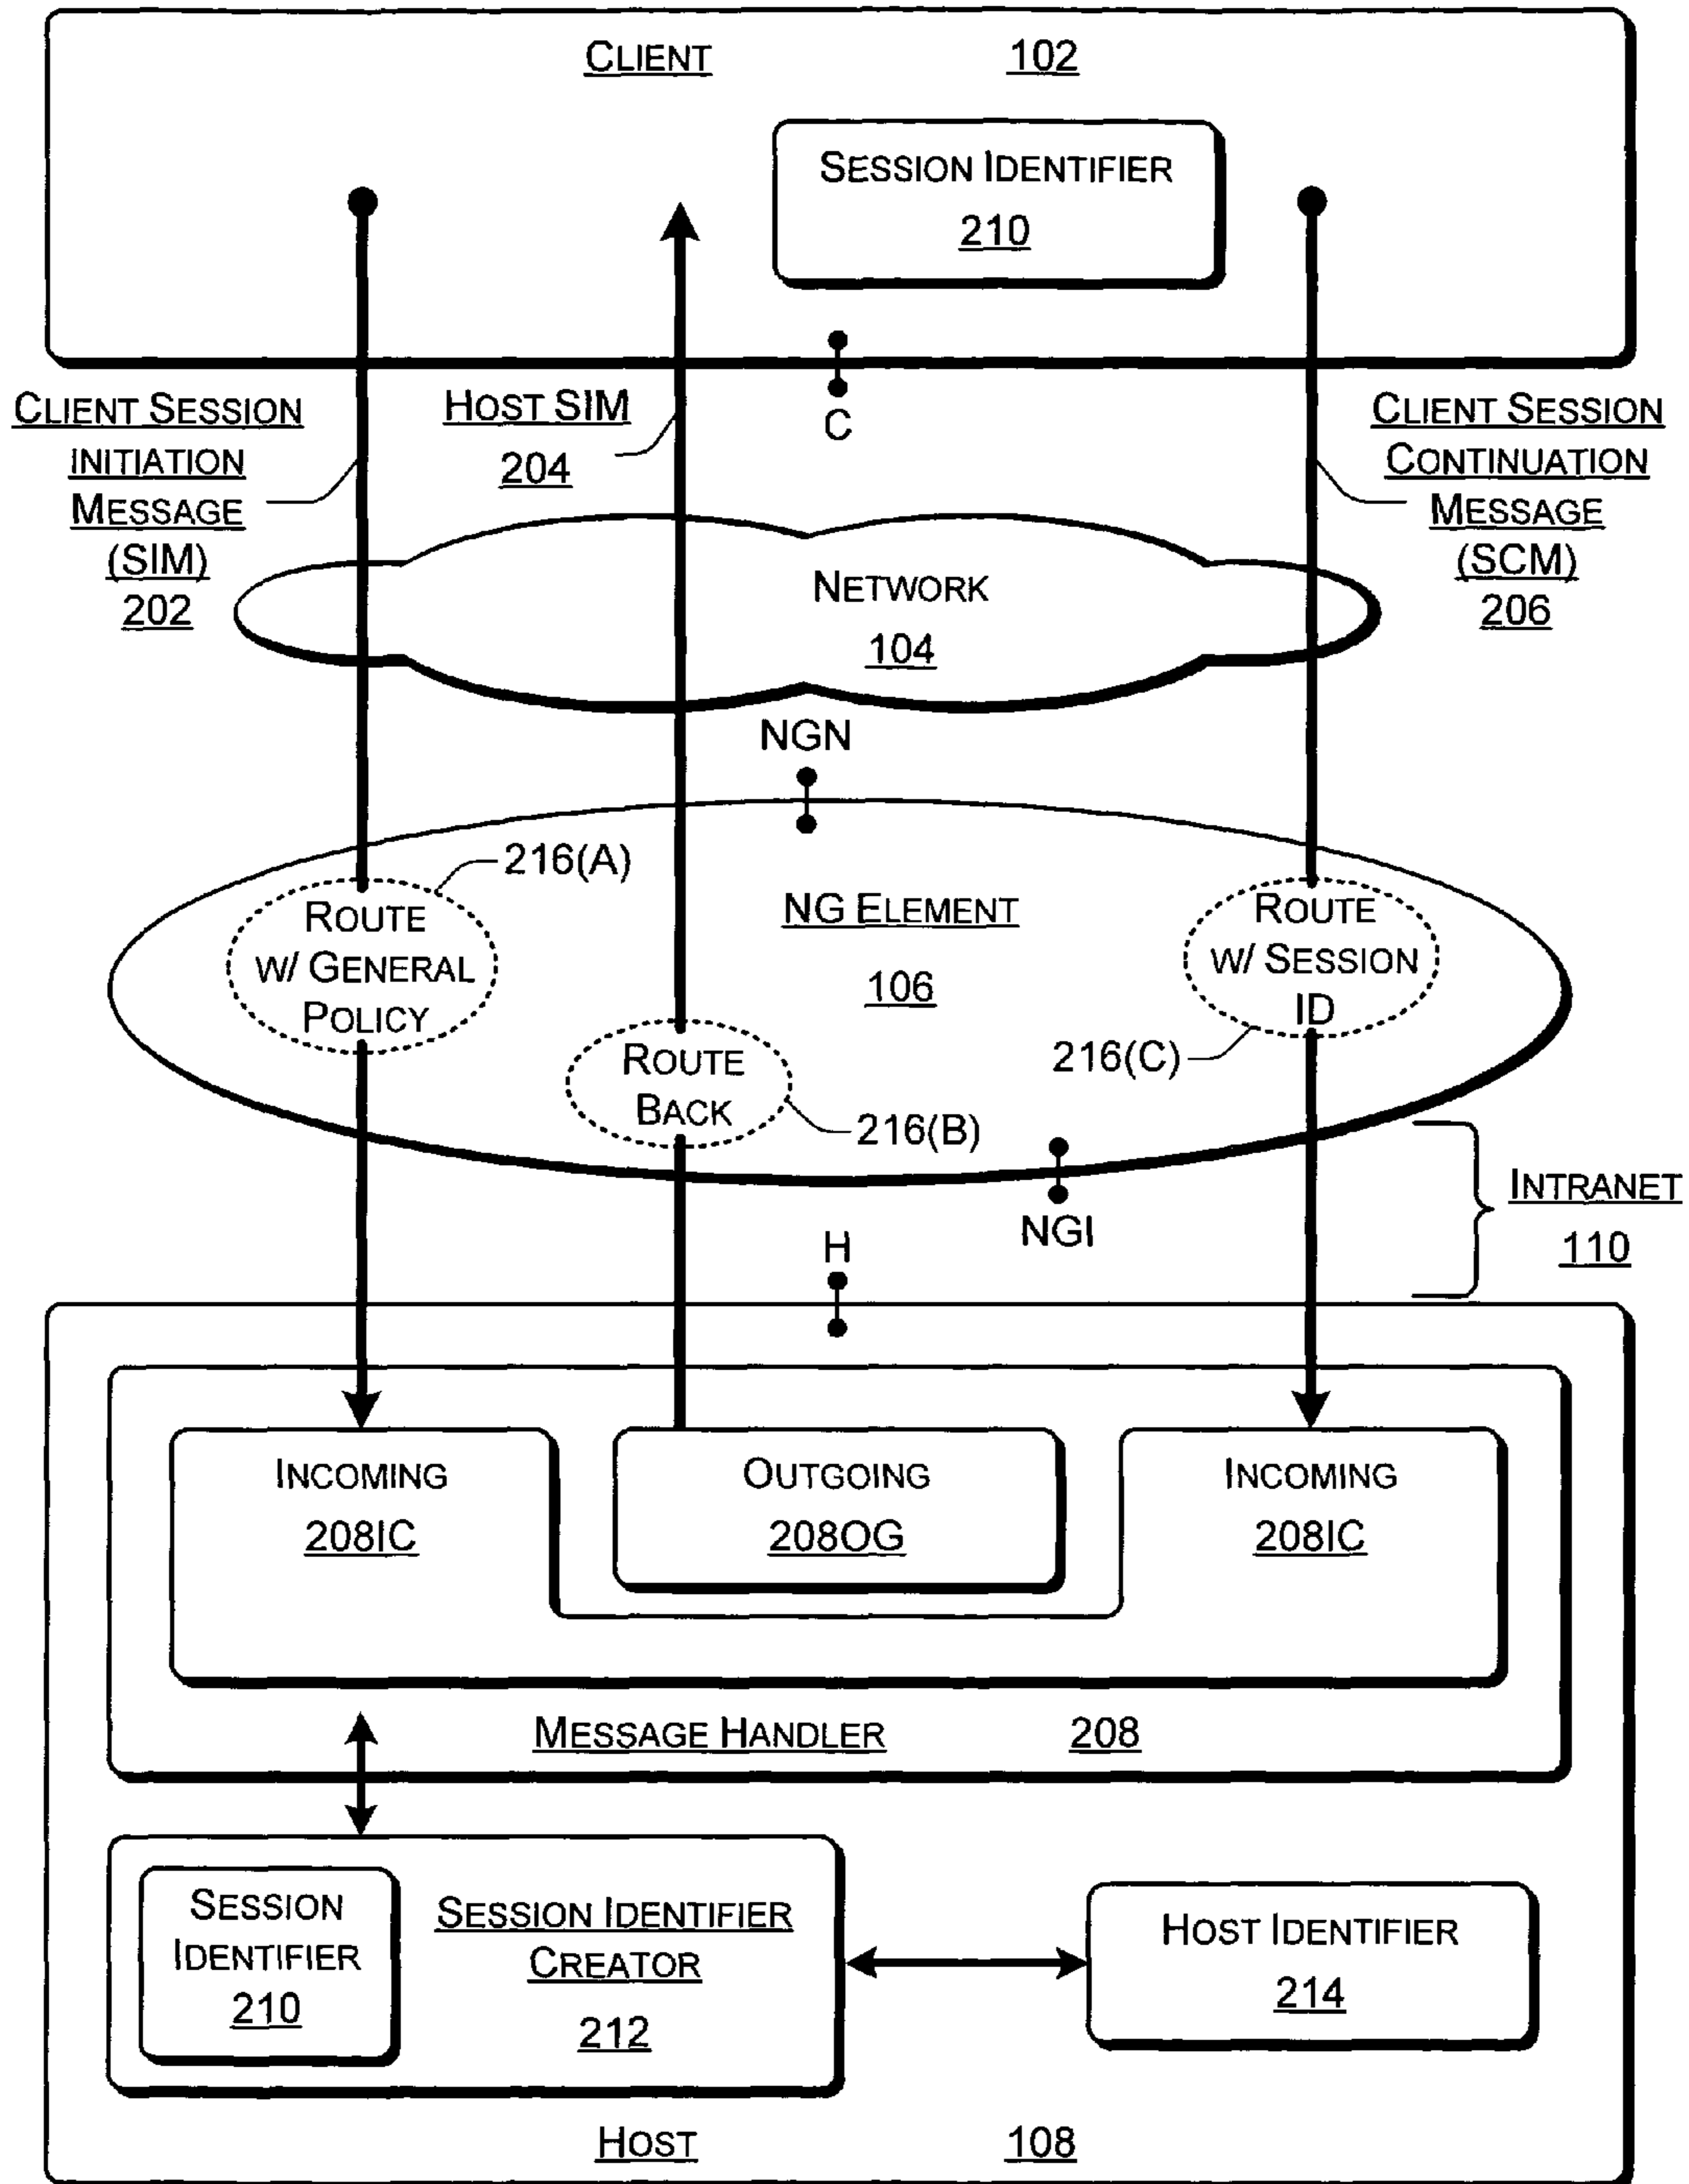 CLIENT 102
SESSION IDENTIFIER
210
CLIENT SESSION
INITIATION
MESSAGE
(SIM)
202
HOST SIM
204
C
CLIENT SESSION
CONTINUATION
MESSAGE
(SCM)
206
NETWORK
104
NGN
216(A)
ROUTE
W/ GENERAL
POLICY
NG ELEMENT
106
ROUTE
W/ SESSION
ID
216(C)
ROUTE
BACK
216(B)
NGI
INTRANET
110
H
INCOMING
208IC
OUTGOING
208OG
INCOMING
208IC
MESSAGE HANDLER 208
SESSION
IDENTIFIER
210
SESSION IDENTIFIER
CREATOR
212
HOST IDENTIFIER
214
HOST 108